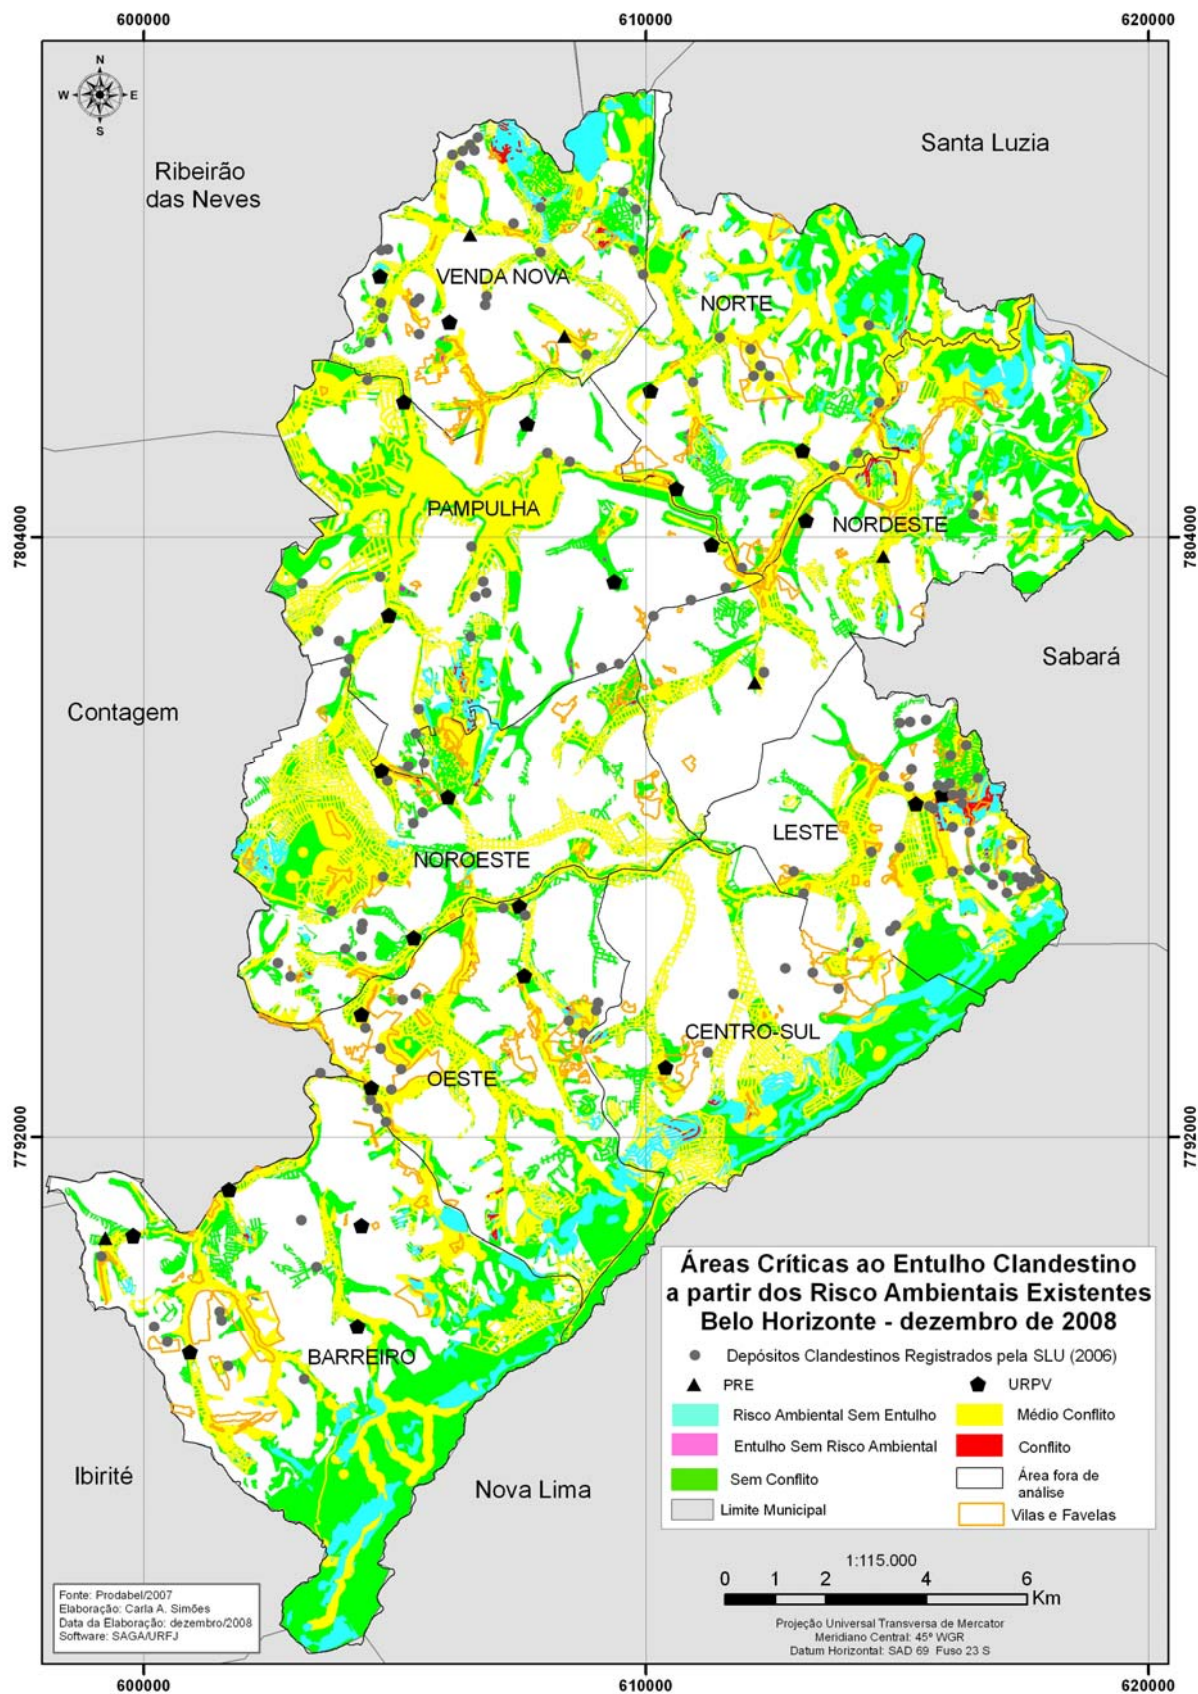 600000
610000
620000
N
W
E
S
Ribeirão
das Neves
Santa Luzia
VENDA NOVA
NORTE
PAMPULHA
NORDESTE
7804000
7804000
Sabará
Contagem
LESTE
NOROESTE
CENTRO-SUL
OESTE
7792000
7792000
BARREIRO
Ibirité
Nova Lima
Áreas Críticas ao Entulho Clandestino
a partir dos Risco Ambientais Existentes
Belo Horizonte - dezembro de 2008
Depósitos Clandestinos Registrados pela SLU (2006)
PRE
URPV
Risco Ambiental Sem Entulho
Médio Conflito
Entulho Sem Risco Ambiental
Conflito
Sem Conflito
Área fora de
análise
Limite Municipal
Vilas e Favelas
1:115.000
0 1 2 4 6
Km
Projeção Universal Transversa de Mercator
Meridiano Central: 45º WGR
Datum Horizontal: SAD 69 Fuso 23 S
Fonte: Prodabel/2007
Elaboração: Carla A. Simões
Data da Elaboração: dezembro/2008
Software: SAGA/URFJ
600000
610000
620000